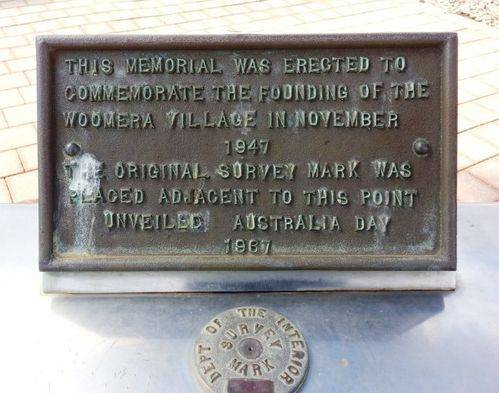 THIS MEMORIAL WAS ERECTED TO
COMMEMORATE THE FOUNDING OF THE
WOOMERA VILLAGE IN NOVEMBER
1947
THE ORIGINAL SURVEY MARK WAS
PLACED ADJACENT TO THIS POINT
UNVEILED AUSTRALIA DAY
1967
DEPT OF THE INTERIOR
SURVEY
MARK